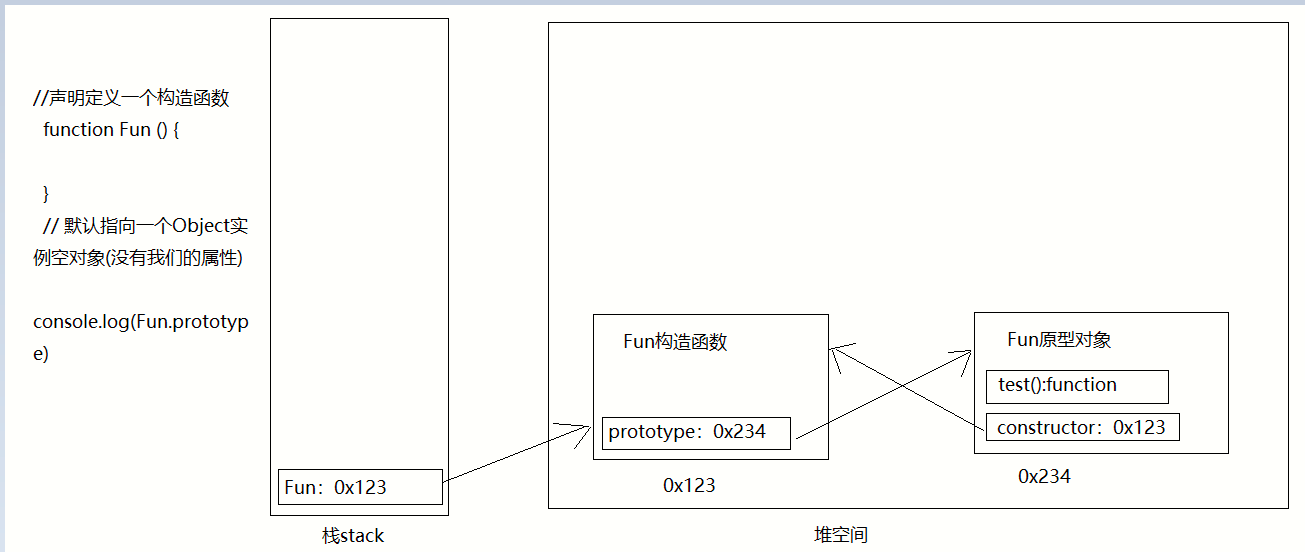 //声明定义一个构造函数
function Fun () {
}
// 默认指向一个Object实
例空对象(没有我们的属性)
console.log(Fun.prototyp
e)
Fun：0x123
栈stack
Fun构造函数
prototype：0x234
0x123
Fun原型对象
test():function
constructor：0x123
0x234
堆空间